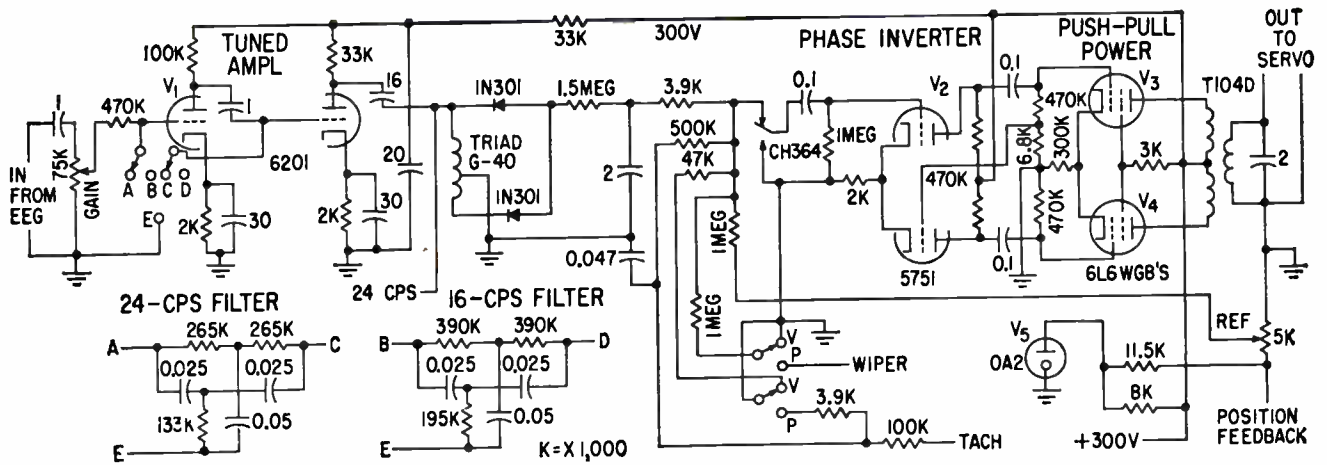 TUNED
AMPL
100K
V1
1
470K
1
75K
GAIN
IN
FROM
EEG
A
B
C
D
E
2K
30
33K
16
6201
2K
30
20
33K
300V
1N301
TRIAD
G-40
1N301
1.5MEG
2
0.047
24 CPS
3.9K
500K
47K
1MEG
1MEG
CH364
PHASE INVERTER
0.1
1MEG
2K
V2
470K
5751
0.1
0.1
PUSH-PULL
POWER
V3
470K
6.8K
300K
470K
3K
V4
6L6WGB'S
T104D
OUT
TO
SERVO
2
REF
5K
V5
OA2
11.5K
8K
+300V
POSITION
FEEDBACK
V
P
WIPER
V
P
3.9K
100K
TACH
24-CPS FILTER
265K
265K
A
C
0.025
0.025
133K
0.05
E
16-CPS FILTER
390K
390K
B
D
0.025
0.025
195K
0.05
E
K=X1,000